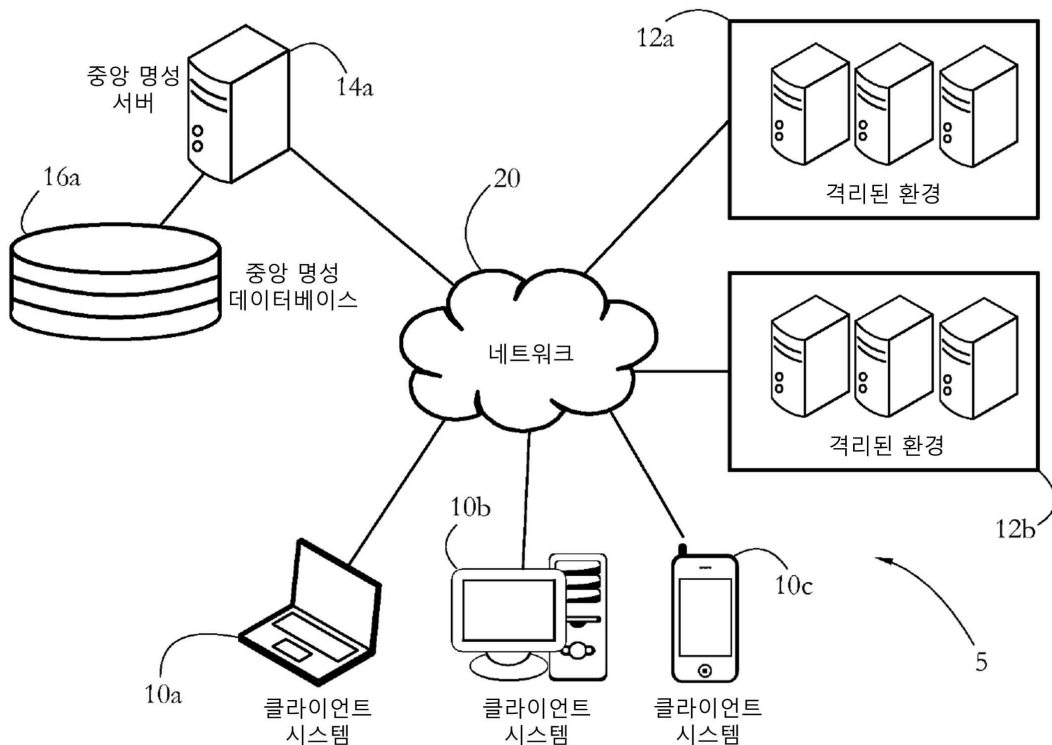 중앙 명성
서버
14a
12a
격리된 환경
16a
중앙 명성
데이터베이스
20
네트워크
격리된 환경
12b
10a
클라이언트
시스템
10b
클라이언트
시스템
10c
클라이언트
시스템
5